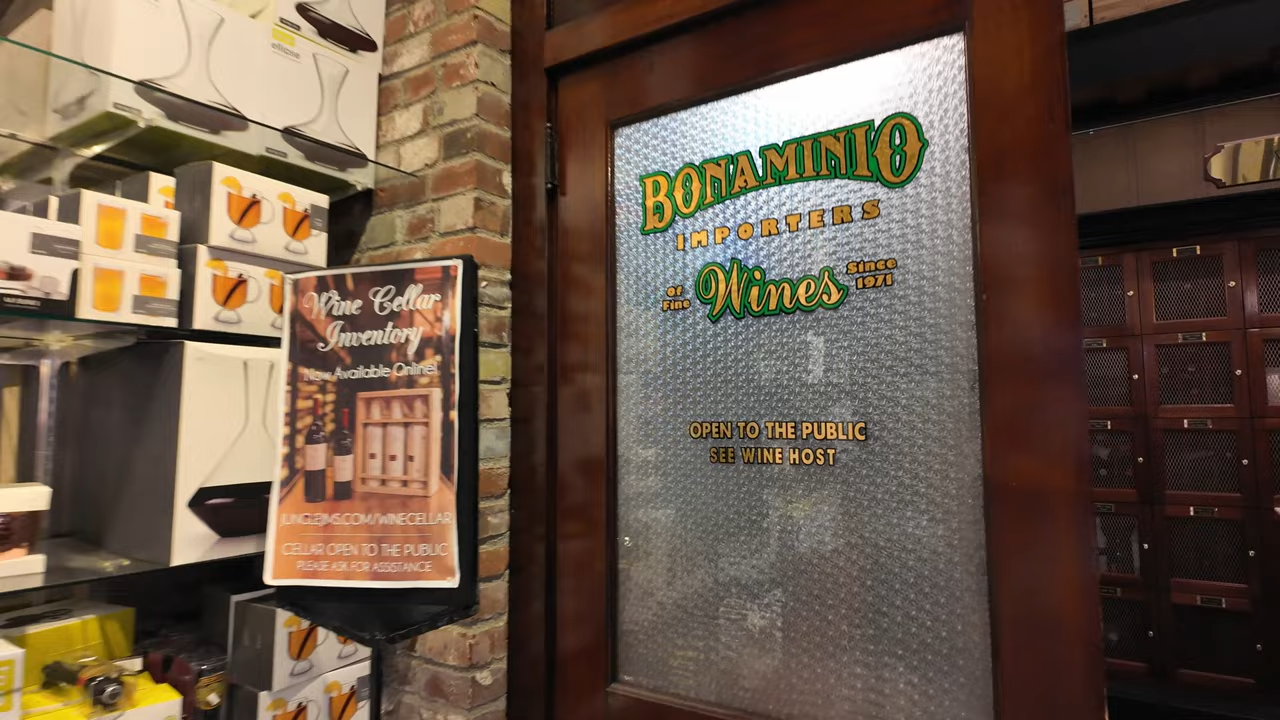 Wine Cellar
Inventory
Now Available Online!
JUNGLEJIMS.COM/WINECELLAR
CELLAR OPEN TO THE PUBLIC
PLEASE ASK FOR ASSISTANCE
BONAMINIO
IMPORTERS
Of
Fine
Wines
Since
1971
OPEN TO THE PUBLIC
SEE WINE HOST